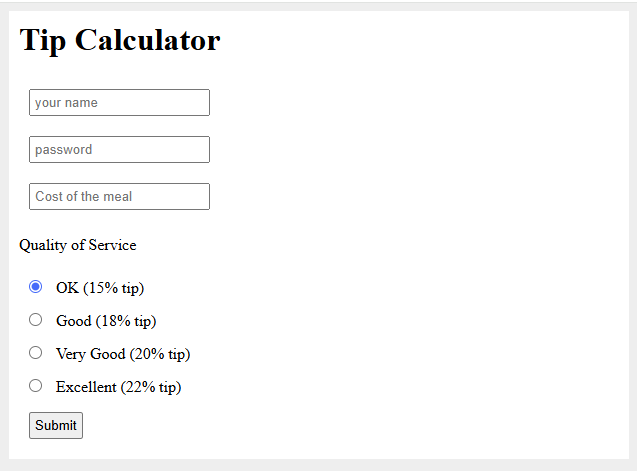 Tip Calculator
your name
password
Cost of the meal
Quality of Service
OK (15% tip)
Good (18% tip)
Very Good (20% tip)
Excellent (22% tip)
Submit